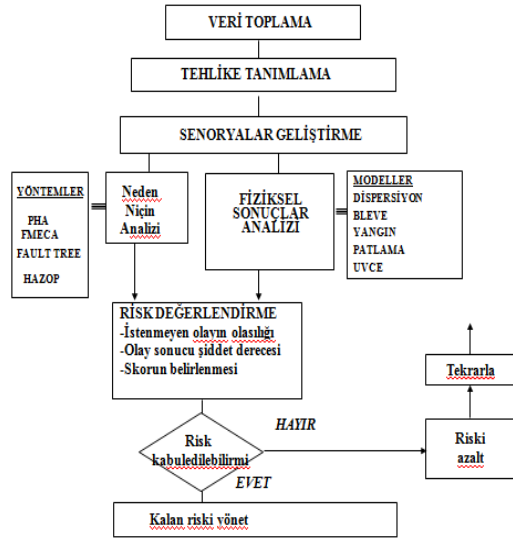 VERİ TOPLAMA
TEHLİKE TANIMLAMA
SENORYALAR GELİŞTİRME
YÖNTEMLER
PHA
FMECA
FAULT TREE
HAZOP
Neden
Niçin
Analizi
FİZİKSEL
SONUÇLAR
ANALİZİ
MODELLER
DİSPERSİYON
BLEVE
YANGIN
PATLAMA
UVCE
RİSK DEĞERLENDİRME
-İstenmeyen olayın olasılığı
-Olay sonucu şiddet derecesi
-Skorun belirlenmesi
Tekrarla
HAYIR
Risk
kabuledilebilirmi
Riski
azalt
EVET
Kalan riski yönet